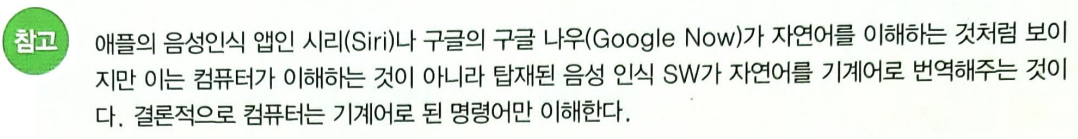 참고
애플의 음성인식 앱인 시리(Siri)나 구글의 구글 나우(Google Now)가 자연어를 이해하는 것처럼 보이
지만 이는 컴퓨터가 이해하는 것이 아니라 탑재된 음성 인식 SW가 자연어를 기계어로 번역해주는 것이
다. 결론적으로 컴퓨터는 기계어로 된 명령어만 이해한다.